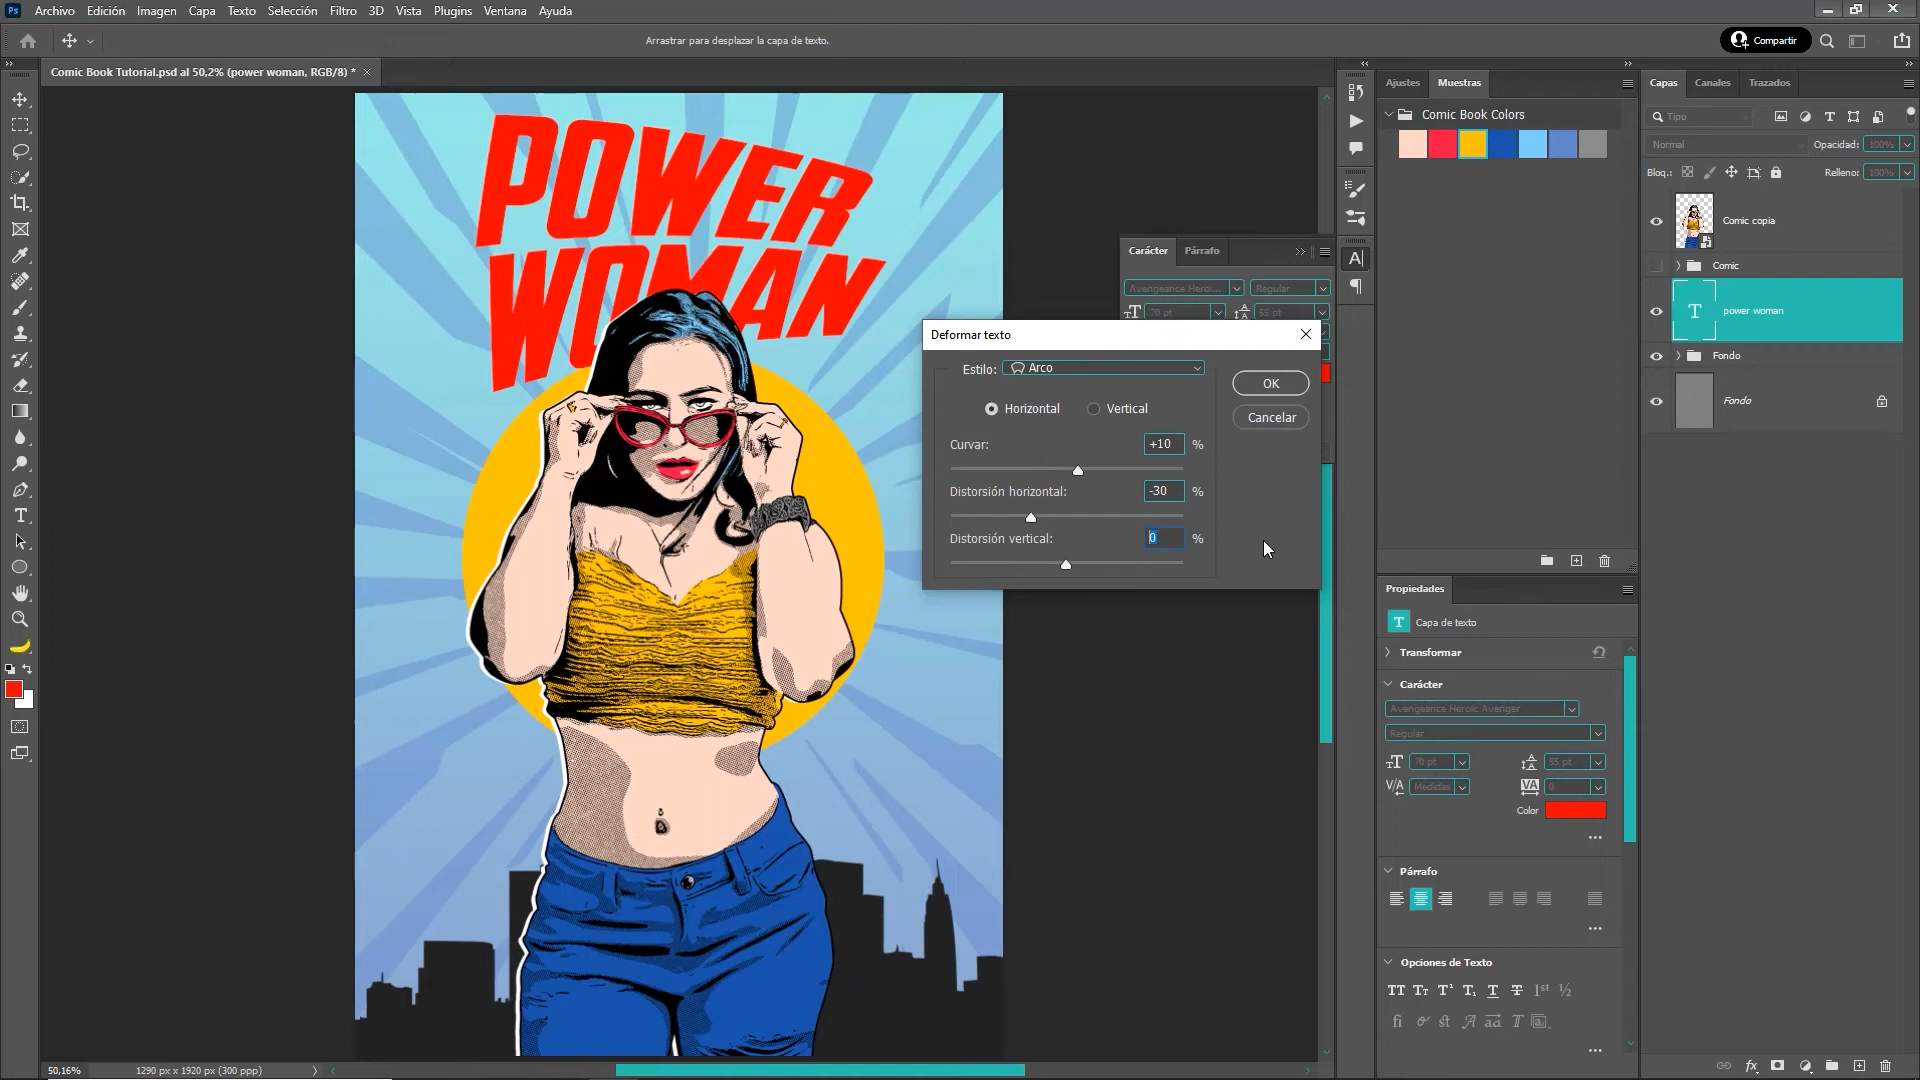 Ps Archivo Edición Imagen Capa Texto Selección Filtro 3D Vista Plugins Ventana Ayuda
Arrastrar para desplazar la capa de texto.
Compartir
Comic Book Tutorial.psd al 50,2% (power woman, RGB/8) * ×
POWER
WOMAN
Carácter Párrafo
Avengeance Heroi... Regular
70 pt 55 pt
Deformar texto
Estilo: Arco
Horizontal Vertical
Curvar: +10 %
Distorsión horizontal: -30 %
Distorsión vertical: 0 %
OK
Cancelar
Ajustes Muestras
Comic Book Colors
Propiedades
T Capa de texto
Transformar
Carácter
Avengeance Heroic Avenger
Regular
70 pt 55 pt
Medidas 0
Color
Párrafo
Opciones de Texto
TT Tт T¹ T₁ T T 1st ½
fi st A aa T
Capas Canales Trazados
Tipo
Normal Opacidad: 100%
Bloq.: Relleno: 100%
Comic copia
Comic
T power woman
Fondo
Fondo
fx
50,16% 1290 px x 1920 px (300 ppp)